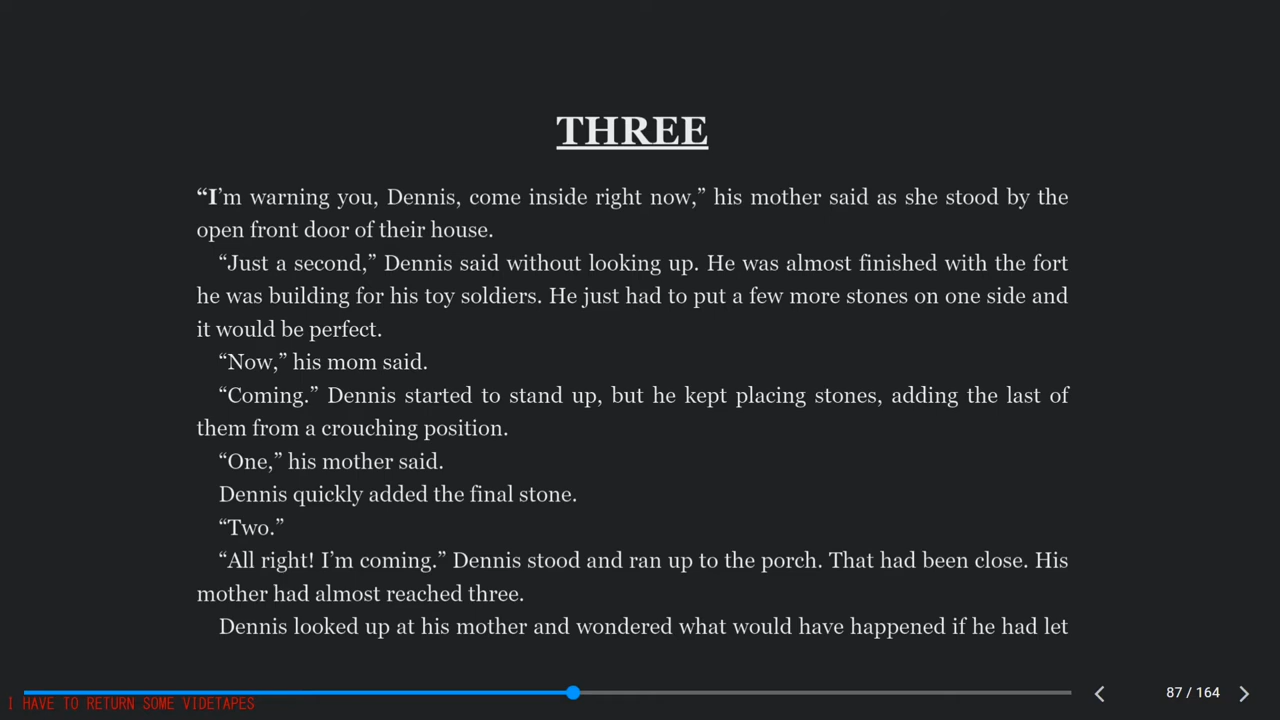 THREE
“I’m warning you, Dennis, come inside right now,” his mother said as she stood by the
open front door of their house.
“Just a second,” Dennis said without looking up. He was almost finished with the fort
he was building for his toy soldiers. He just had to put a few more stones on one side and
it would be perfect.
“Now,” his mom said.
“Coming.” Dennis started to stand up, but he kept placing stones, adding the last of
them from a crouching position.
“One,” his mother said.
Dennis quickly added the final stone.
“Two.”
“All right! I’m coming.” Dennis stood and ran up to the porch. That had been close. His
mother had almost reached three.
Dennis looked up at his mother and wondered what would have happened if he had let
I HAVE TO RETURN SOME VIDETAPES
87 / 164